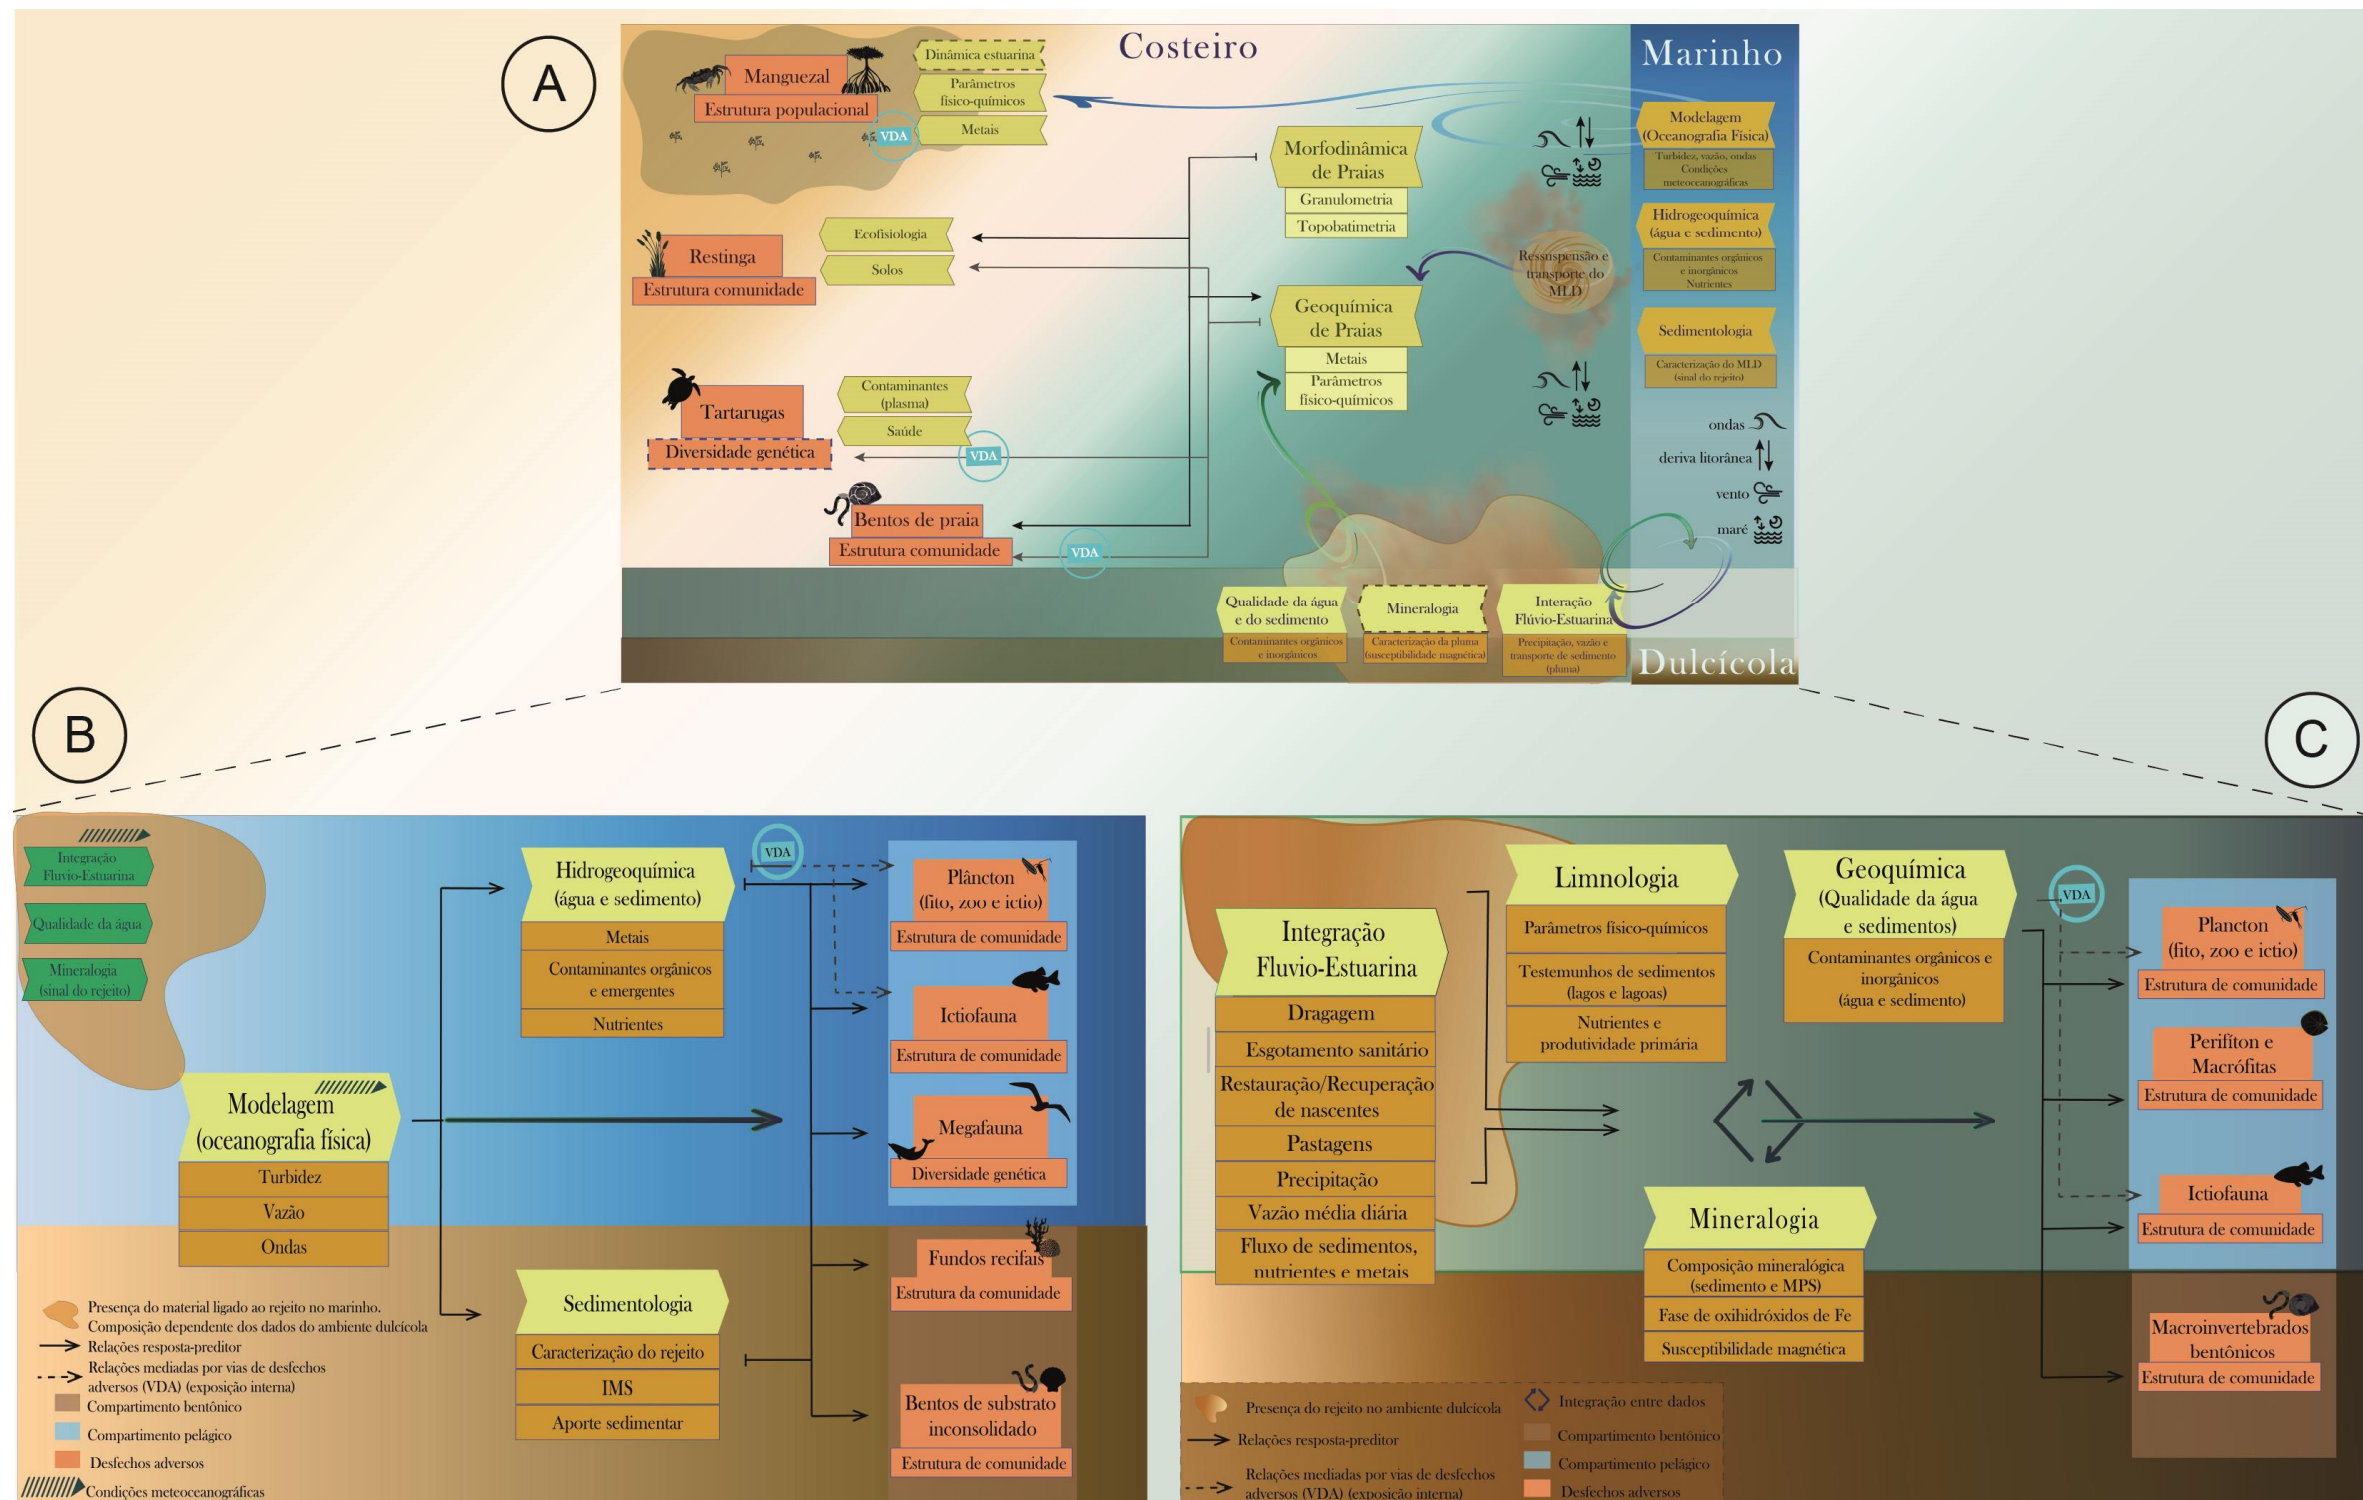 A
Costeiro
Marinho
Manguezal
Estrutura populacional
VDA
Dinâmica estuarina
Parâmetros
físico-químicos
Metais
Restinga
Estrutura comunidade
Ecofisiologia
Solos
Tartarugas
Diversidade genética
Contaminantes
(plasma)
Saúde
VDA
Bentos de praia
Estrutura comunidade
VDA
Morfodinâmica
de Praias
Granulometria
Topobatimetria
Geoquímica
de Praias
Metais
Parâmetros
físico-químicos
Ressuspensão e
transporte do
MLD
Modelagem
(Oceanografia Física)
Turbidez, vazão, ondas
Condições
meteoceanográficas
Hidrogeoquímica
(água e sedimento)
Contaminantes orgânicos
e inorgânicos
Nutrientes
Sedimentologia
Caracterização do MLD
(sinal do rejeito)
ondas
deriva litorânea
vento
maré
Qualidade da água
e do sedimento
Contaminantes orgânicos
e inorgânicos
Mineralogia
Caracterização da pluma
(susceptibilidade magnética)
Interação
Flúvio-Estuarina
Precipitação, vazão e
transporte de sedimento
(pluma)
Dulcícola
B
Integração
Fluvio-Estuarina
Qualidade da água
Mineralogia
(sinal do rejeito)
Modelagem
(oceanografia física)
Turbidez
Vazão
Ondas
Hidrogeoquímica
(água e sedimento)
Metais
Contaminantes orgânicos
e emergentes
Nutrientes
VDA
Sedimentologia
Caracterização do rejeito
IMS
Aporte sedimentar
Plâncton
(fito, zoo e ictio)
Estrutura de comunidade
Ictiofauna
Estrutura de comunidade
Megafauna
Diversidade genética
Fundos recifais
Estrutura da comunidade
Bentos de substrato
inconsolidado
Estrutura de comunidade
Presença do material ligado ao rejeito no marinho.
Composição dependente dos dados do ambiente dulcícola
Relações resposta-preditor
Relações mediadas por vias de desfechos
adversos (VDA) (exposição interna)
Compartimento bentônico
Compartimento pelágico
Desfechos adversos
Condições meteoceanográficas
C
Integração
Fluvio-Estuarina
Dragagem
Esgotamento sanitário
Restauração/Recuperação
de nascentes
Pastagens
Precipitação
Vazão média diária
Fluxo de sedimentos,
nutrientes e metais
Limnologia
Parâmetros físico-químicos
Testemunhos de sedimentos
(lagos e lagoas)
Nutrientes e
produtividade primária
Mineralogia
Composição mineralógica
(sedimento e MPS)
Fase de oxihidróxidos de Fe
Susceptibilidade magnética
Geoquímica
(Qualidade da água
e sedimentos)
Contaminantes orgânicos e
inorgânicos
(água e sedimento)
VDA
Plancton
(fito, zoo e ictio)
Estrutura de comunidade
Perifíton e
Macrófitas
Estrutura de comunidade
Ictiofauna
Estrutura de comunidade
Macroinvertebrados
bentônicos
Estrutura de comunidade
Presença do rejeito no ambiente dulcícola
Relações resposta-preditor
Relações mediadas por vias de desfechos
adversos (VDA) (exposição interna)
Integração entre dados
Compartimento bentônico
Compartimento pelágico
Desfechos adversos